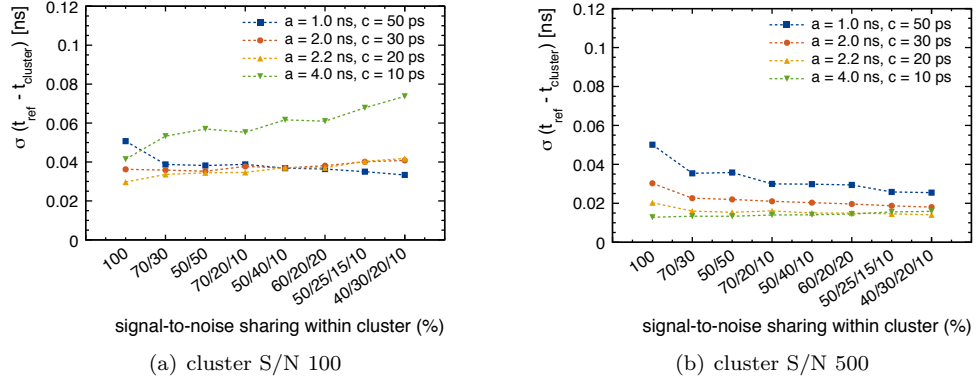 0.12
0.1
0.08
0.06
0.04
0.02
0
σ (t_ref - t_cluster) [ns]
a = 1.0 ns, c = 50 ps
a = 2.0 ns, c = 30 ps
a = 2.2 ns, c = 20 ps
a = 4.0 ns, c = 10 ps
100
70/30
50/50
70/20/10
50/40/10
60/20/20
50/25/15/10
40/30/20/10
signal-to-noise sharing within cluster (%)
(a) cluster S/N 100
0.12
0.1
0.08
0.06
0.04
0.02
0
σ (t_ref - t_cluster) [ns]
a = 1.0 ns, c = 50 ps
a = 2.0 ns, c = 30 ps
a = 2.2 ns, c = 20 ps
a = 4.0 ns, c = 10 ps
100
70/30
50/50
70/20/10
50/40/10
60/20/20
50/25/15/10
40/30/20/10
signal-to-noise sharing within cluster (%)
(b) cluster S/N 500